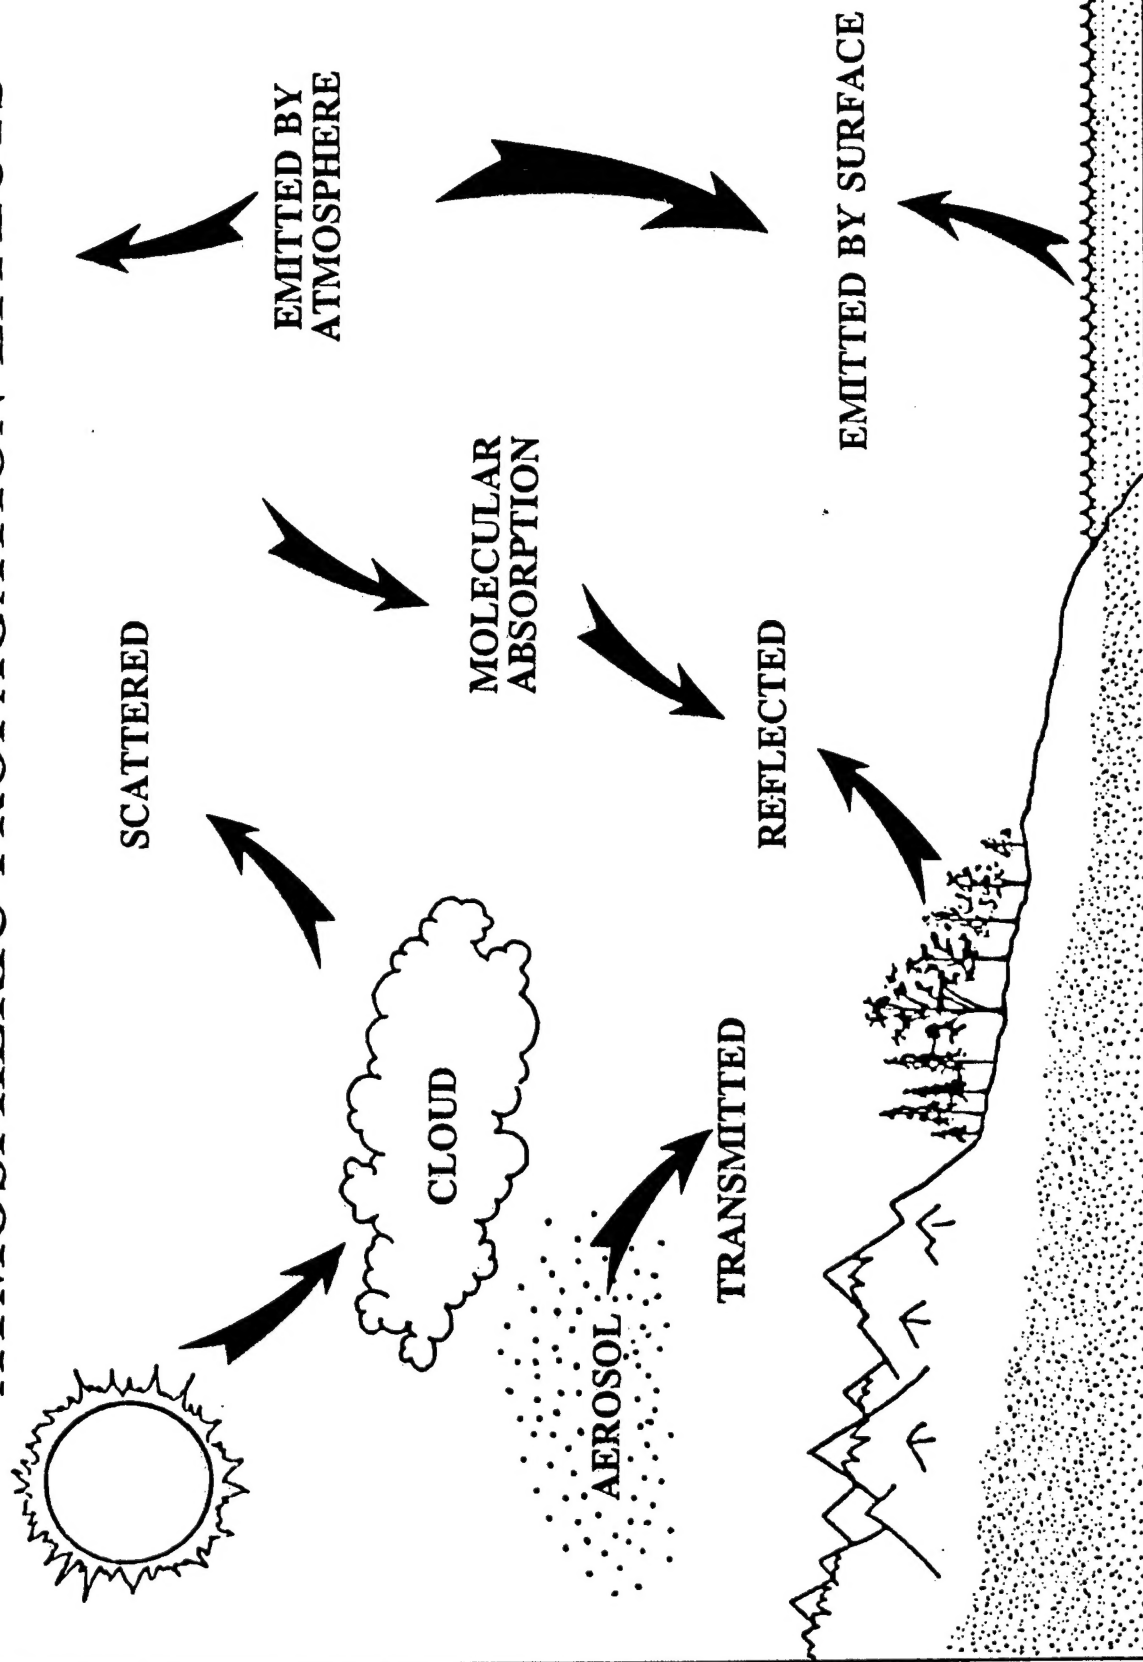 SCATTERED
EMITTED BY
ATMOSPHERE
CLOUD
MOLECULAR
ABSORPTION
AEROSOL
TRANSMITTED
REFLECTED
EMITTED BY SURFACE